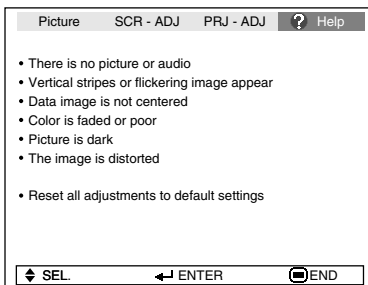 Picture SCR - ADJ PRJ - ADJ ? Help
• There is no picture or audio
• Vertical stripes or flickering image appear
• Data image is not centered
• Color is faded or poor
• Picture is dark
• The image is distorted
• Reset all adjustments to default settings
SEL. ENTER END